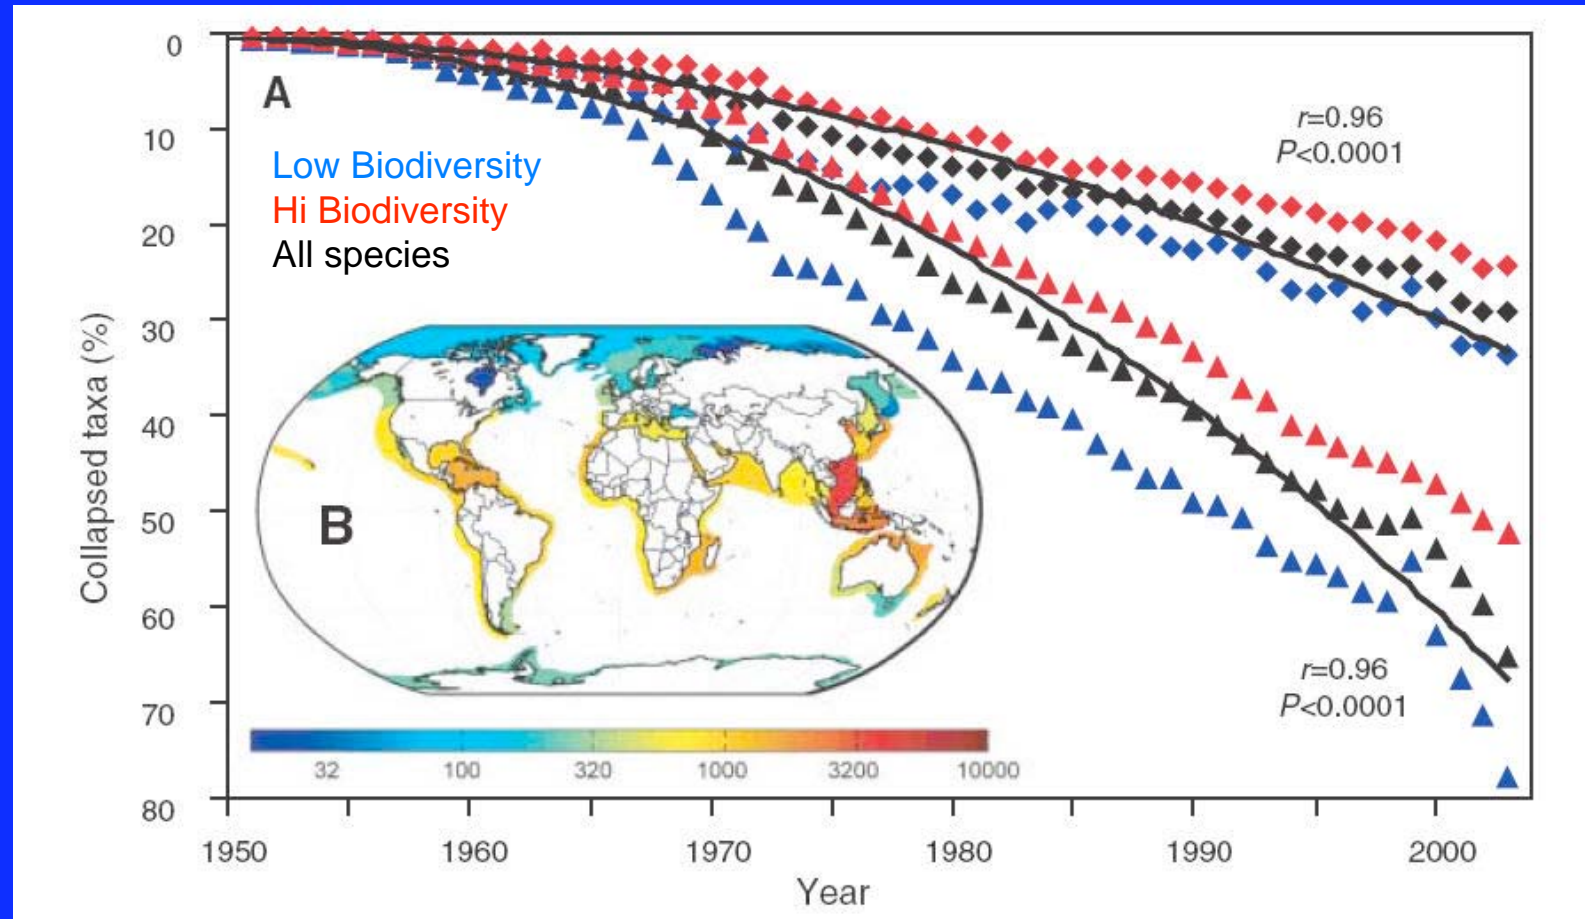 0
10
20
30
40
50
60
70
80
Collapsed taxa (%)
A
Low Biodiversity
Hi Biodiversity
All species
r=0.96
P<0.0001
B
32 100 320 1000 3200 10000
r=0.96
P<0.0001
1950 1960 1970 1980 1990 2000
Year